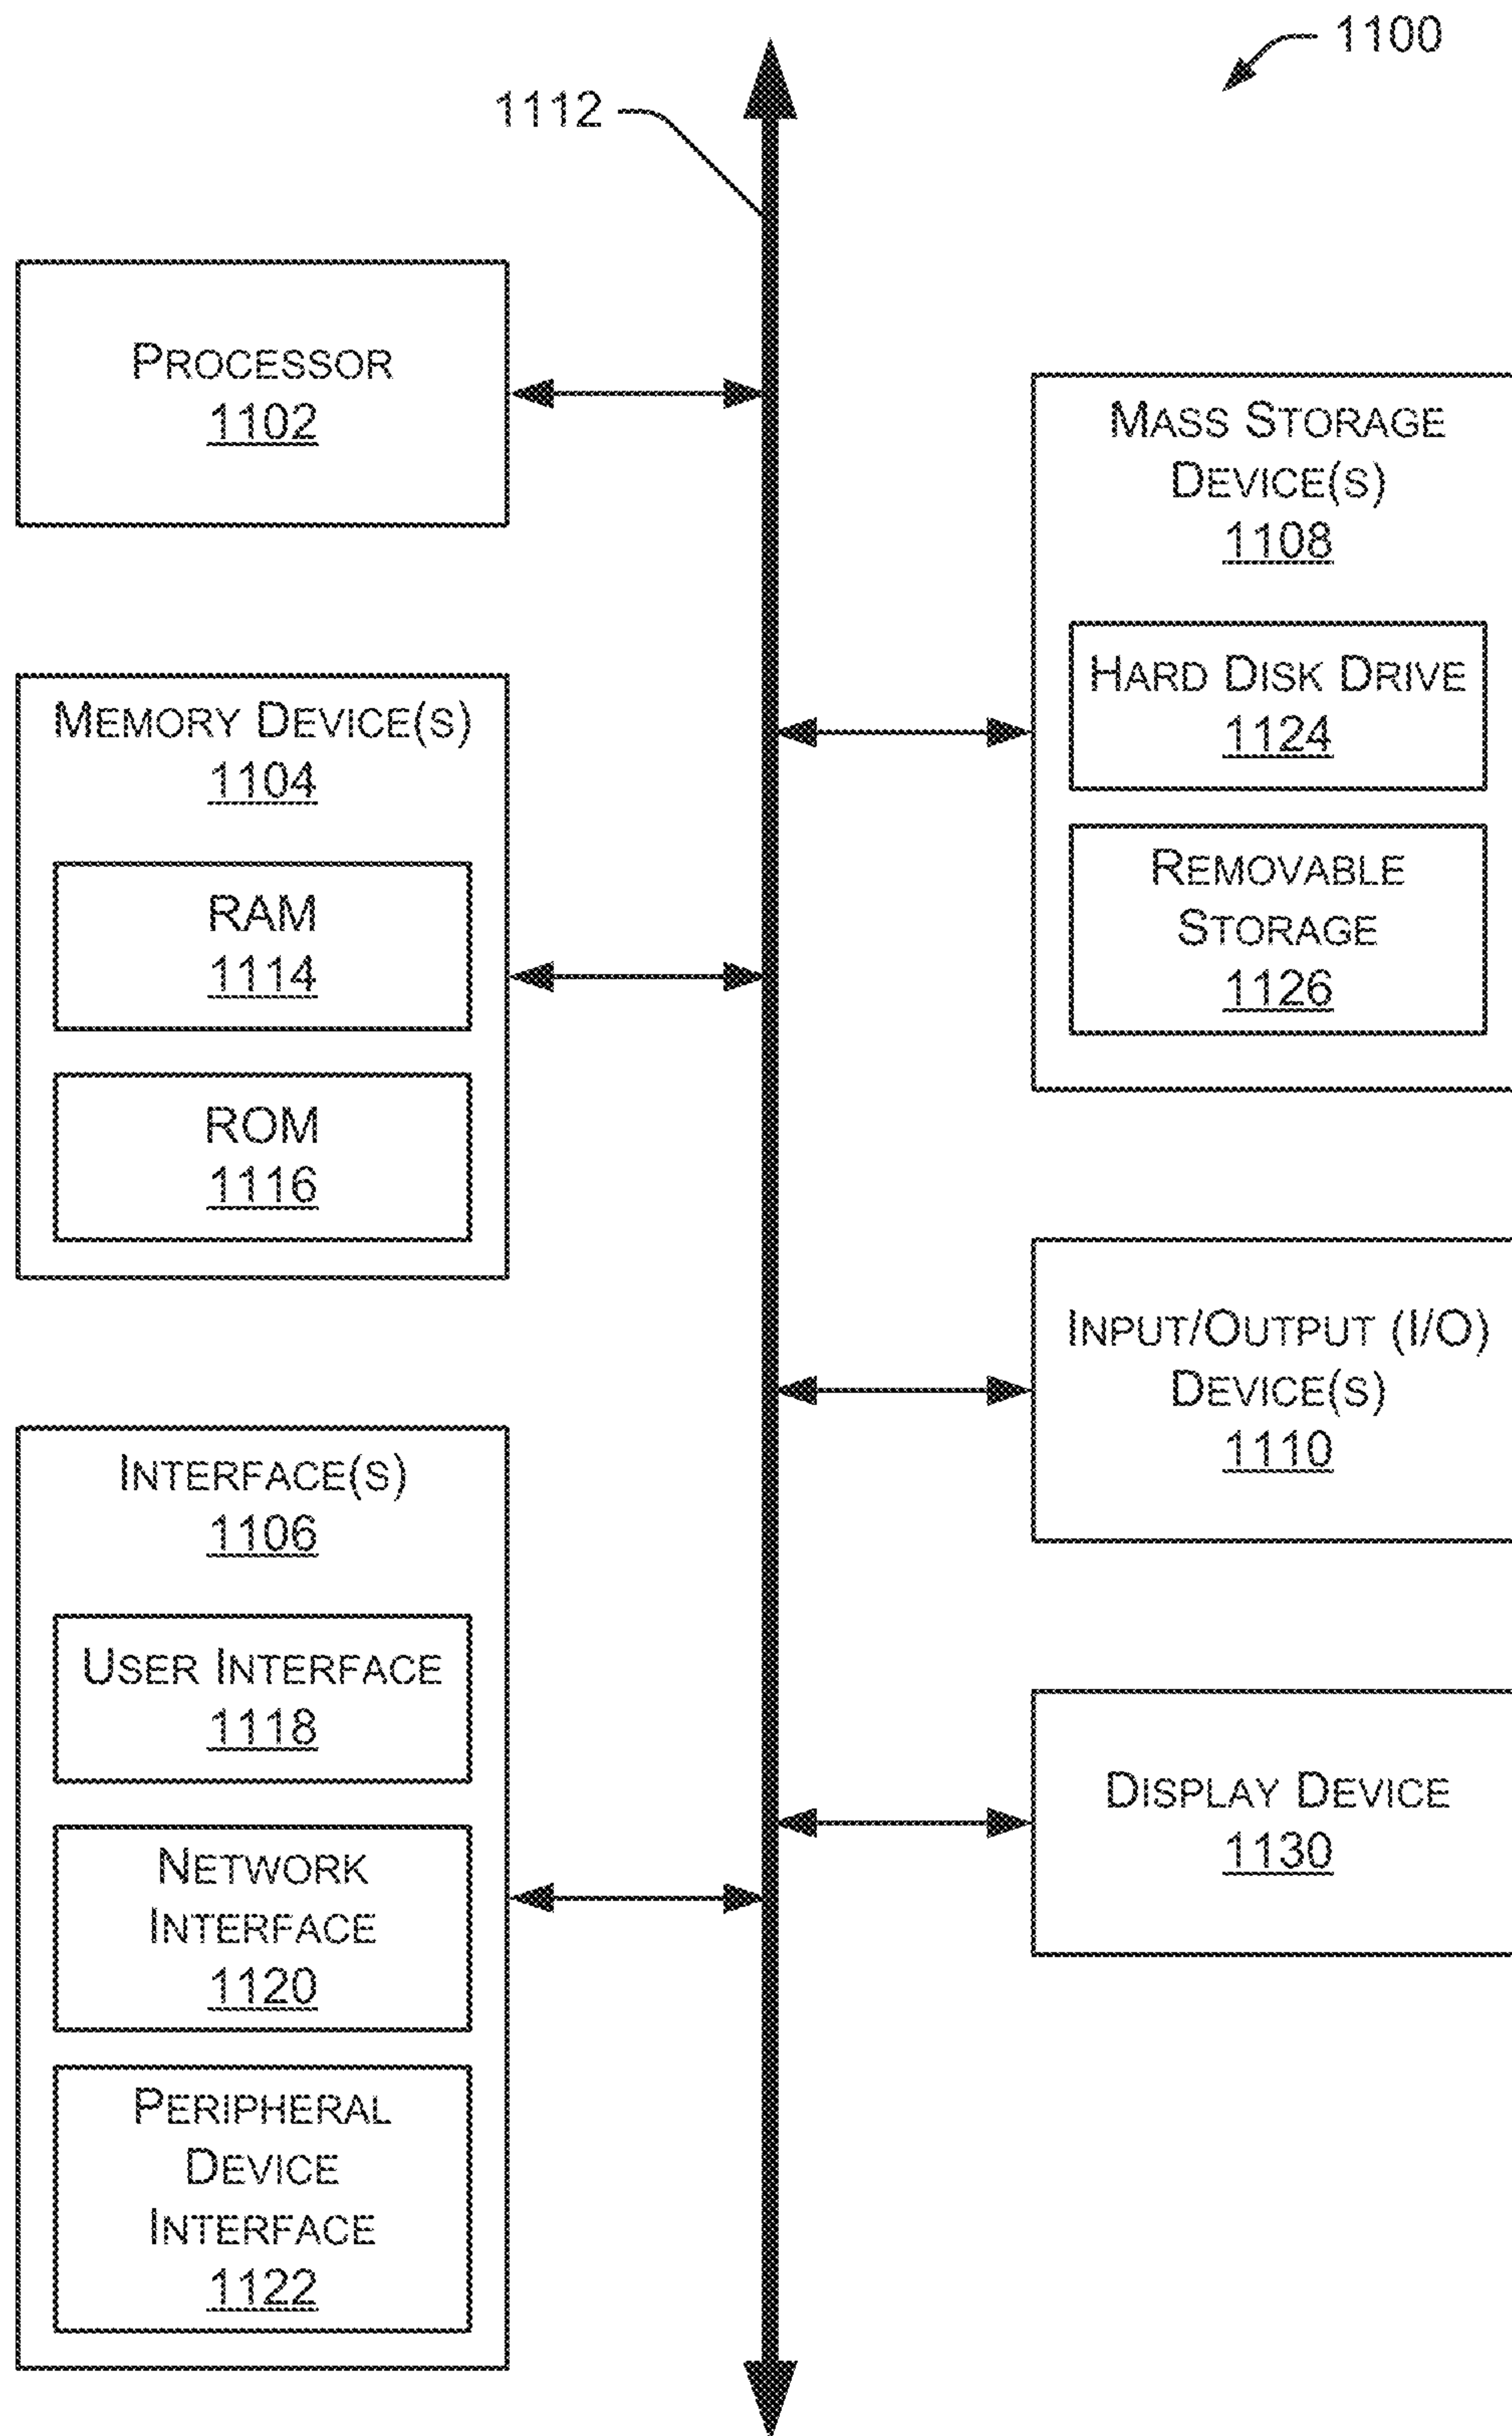 1100
1112
PROCESSOR
1102
MEMORY DEVICE(S)
1104
RAM
1114
ROM
1116
INTERFACE(S)
1106
USER INTERFACE
1118
NETWORK
INTERFACE
1120
PERIPHERAL
DEVICE
INTERFACE
1122
MASS STORAGE
DEVICE(S)
1108
HARD DISK DRIVE
1124
REMOVABLE
STORAGE
1126
INPUT/OUTPUT (I/O)
DEVICE(S)
1110
DISPLAY DEVICE
1130